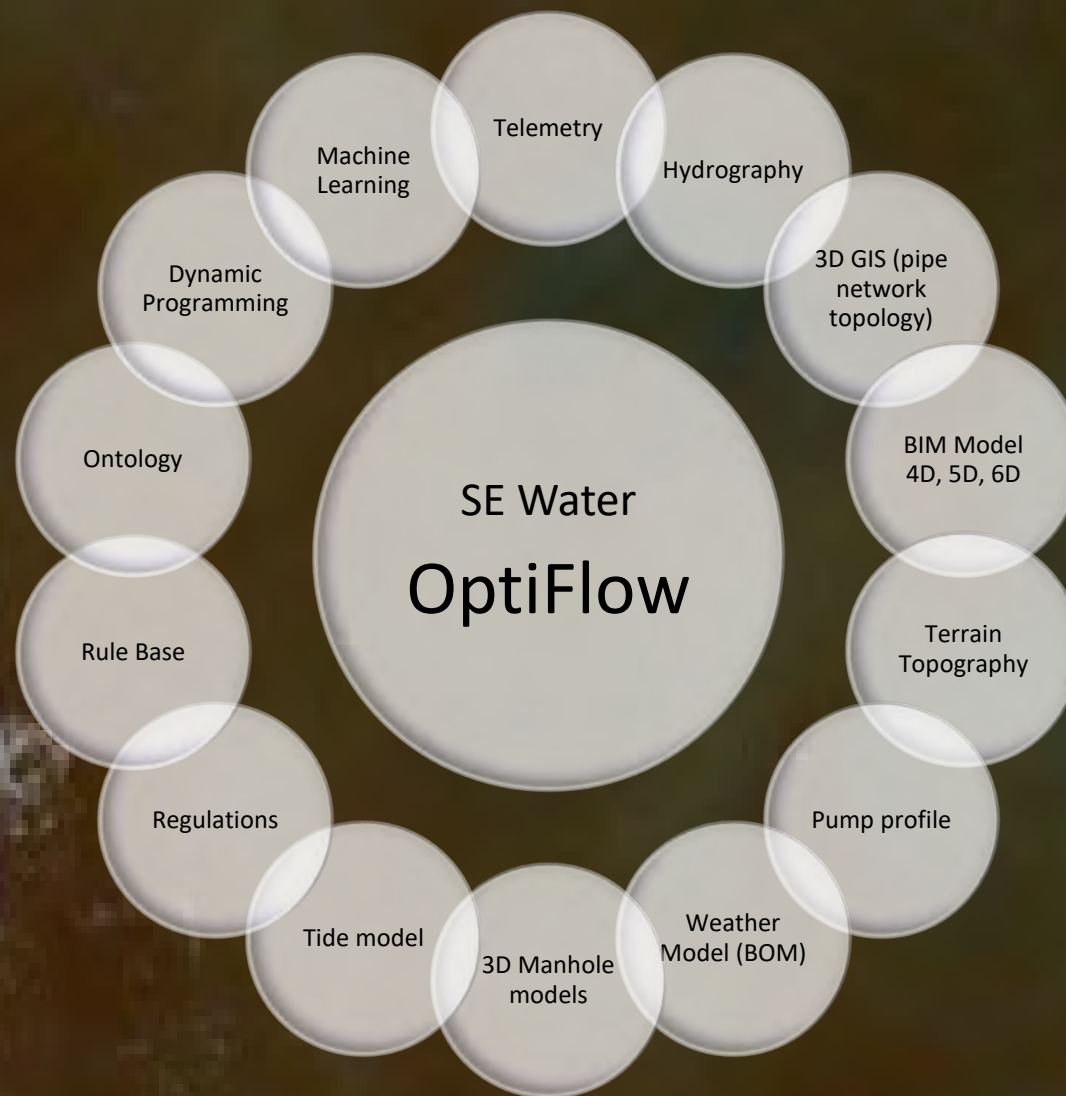 Telemetry
Hydrography
3D GIS (pipe
network
topology)
BIM Model
4D, 5D, 6D
Terrain
Topography
Pump profile
Weather
Model (BOM)
3D Manhole
models
Tide model
Regulations
Rule Base
Ontology
Dynamic
Programming
Machine
Learning
SE Water
OptiFlow